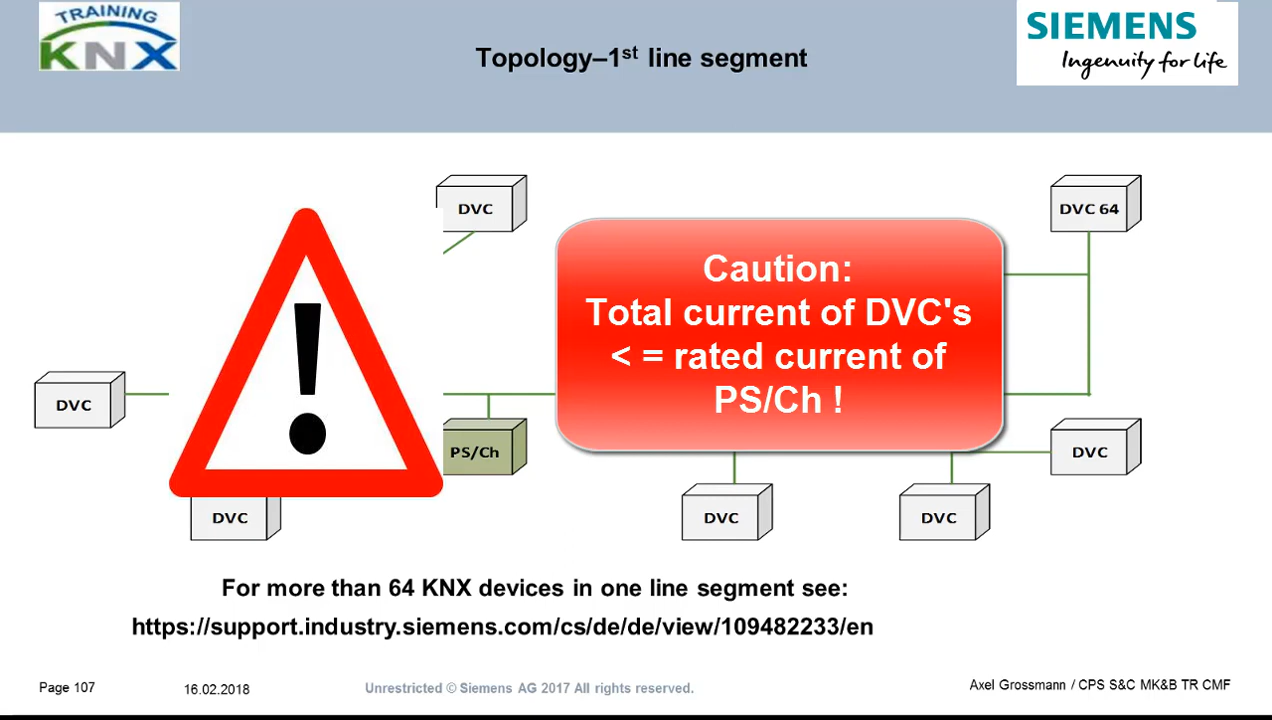 TRAINING
KNX
Topology–1st line segment
SIEMENS
Ingenuity for life
DVC
DVC 64
Caution:
Total current of DVC's
< = rated current of
PS/Ch !
DVC
PS/Ch
DVC
DVC
DVC
DVC
For more than 64 KNX devices in one line segment see:
https://support.industry.siemens.com/cs/de/de/view/109482233/en
Page 107
16.02.2018
Unrestricted © Siemens AG 2017 All rights reserved.
Axel Grossmann / CPS S&C MK&B TR CMF